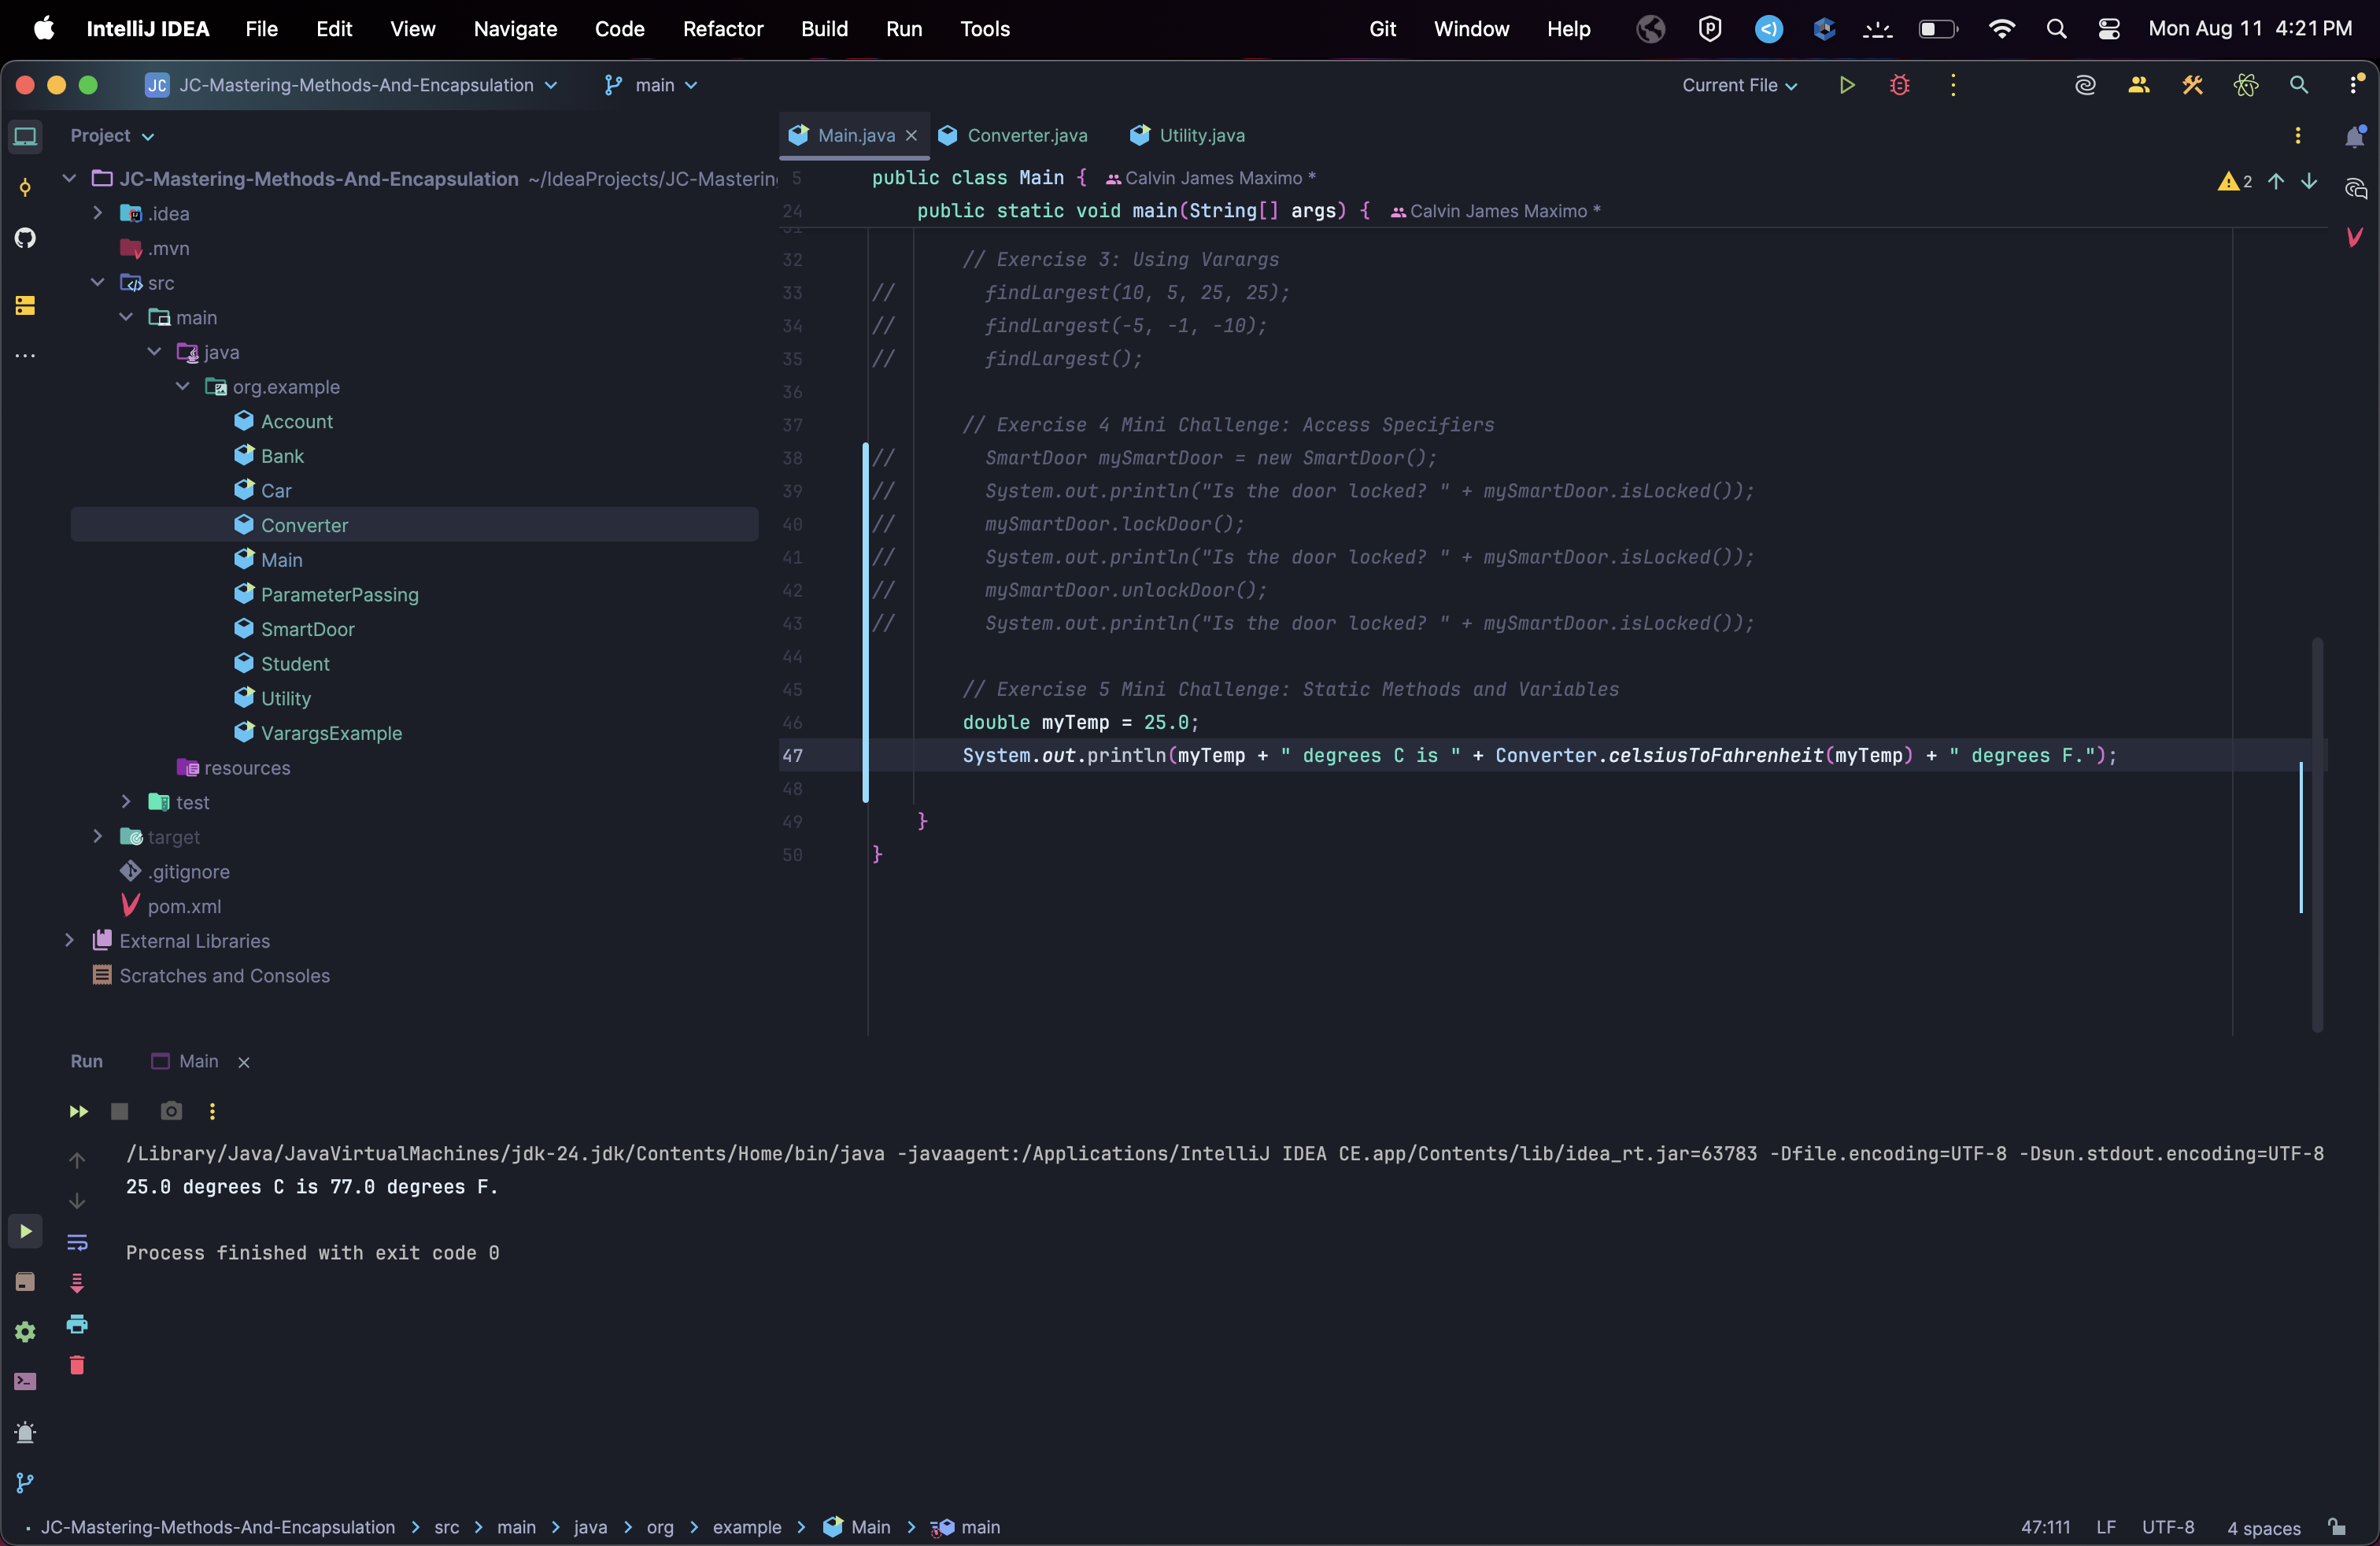 IntelliJ IDEA File Edit View Navigate Code Refactor Build Run Tools Git Window Help Mon Aug 11 4:21 PM
JC JC-Mastering-Methods-And-Encapsulation main Current File
Project
JC-Mastering-Methods-And-Encapsulation ~/IdeaProjects/JC-Mastering
.idea
.mvn
src
main
java
org.example
Account
Bank
Car
Converter
Main
ParameterPassing
SmartDoor
Student
Utility
VarargsExample
resources
test
target
.gitignore
pom.xml
External Libraries
Scratches and Consoles
Main.java Converter.java Utility.java
5 public class Main { Calvin James Maximo *
2
24 public static void main(String[] args) { Calvin James Maximo *
31
32 // Exercise 3: Using Varargs
33 // findLargest(10, 5, 25, 25);
34 // findLargest(-5, -1, -10);
35 // findLargest();
36
37 // Exercise 4 Mini Challenge: Access Specifiers
38 // SmartDoor mySmartDoor = new SmartDoor();
39 // System.out.println("Is the door locked? " + mySmartDoor.isLocked());
40 // mySmartDoor.lockDoor();
41 // System.out.println("Is the door locked? " + mySmartDoor.isLocked());
42 // mySmartDoor.unlockDoor();
43 // System.out.println("Is the door locked? " + mySmartDoor.isLocked());
44
45 // Exercise 5 Mini Challenge: Static Methods and Variables
46 double myTemp = 25.0;
47 System.out.println(myTemp + " degrees C is " + Converter.celsiusToFahrenheit(myTemp) + " degrees F.");
48
49 }
50 }
Run Main
/Library/Java/JavaVirtualMachines/jdk-24.jdk/Contents/Home/bin/java -javaagent:/Applications/IntelliJ IDEA CE.app/Contents/lib/idea_rt.jar=63783 -Dfile.encoding=UTF-8 -Dsun.stdout.encoding=UTF-8
25.0 degrees C is 77.0 degrees F.
Process finished with exit code 0
JC-Mastering-Methods-And-Encapsulation > src > main > java > org > example > Main > main
47:111 LF UTF-8 4 spaces